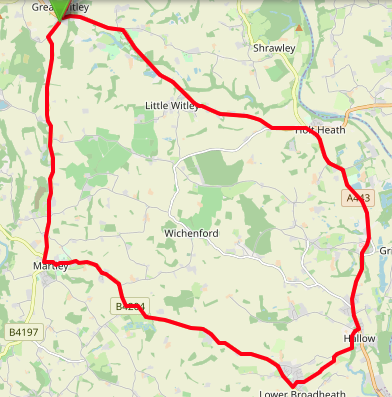 Shrawley
Little Witley
Holt Heath
A443
Wichenford
Martley
B4204
B4197
Hallow
Lower Broadheath